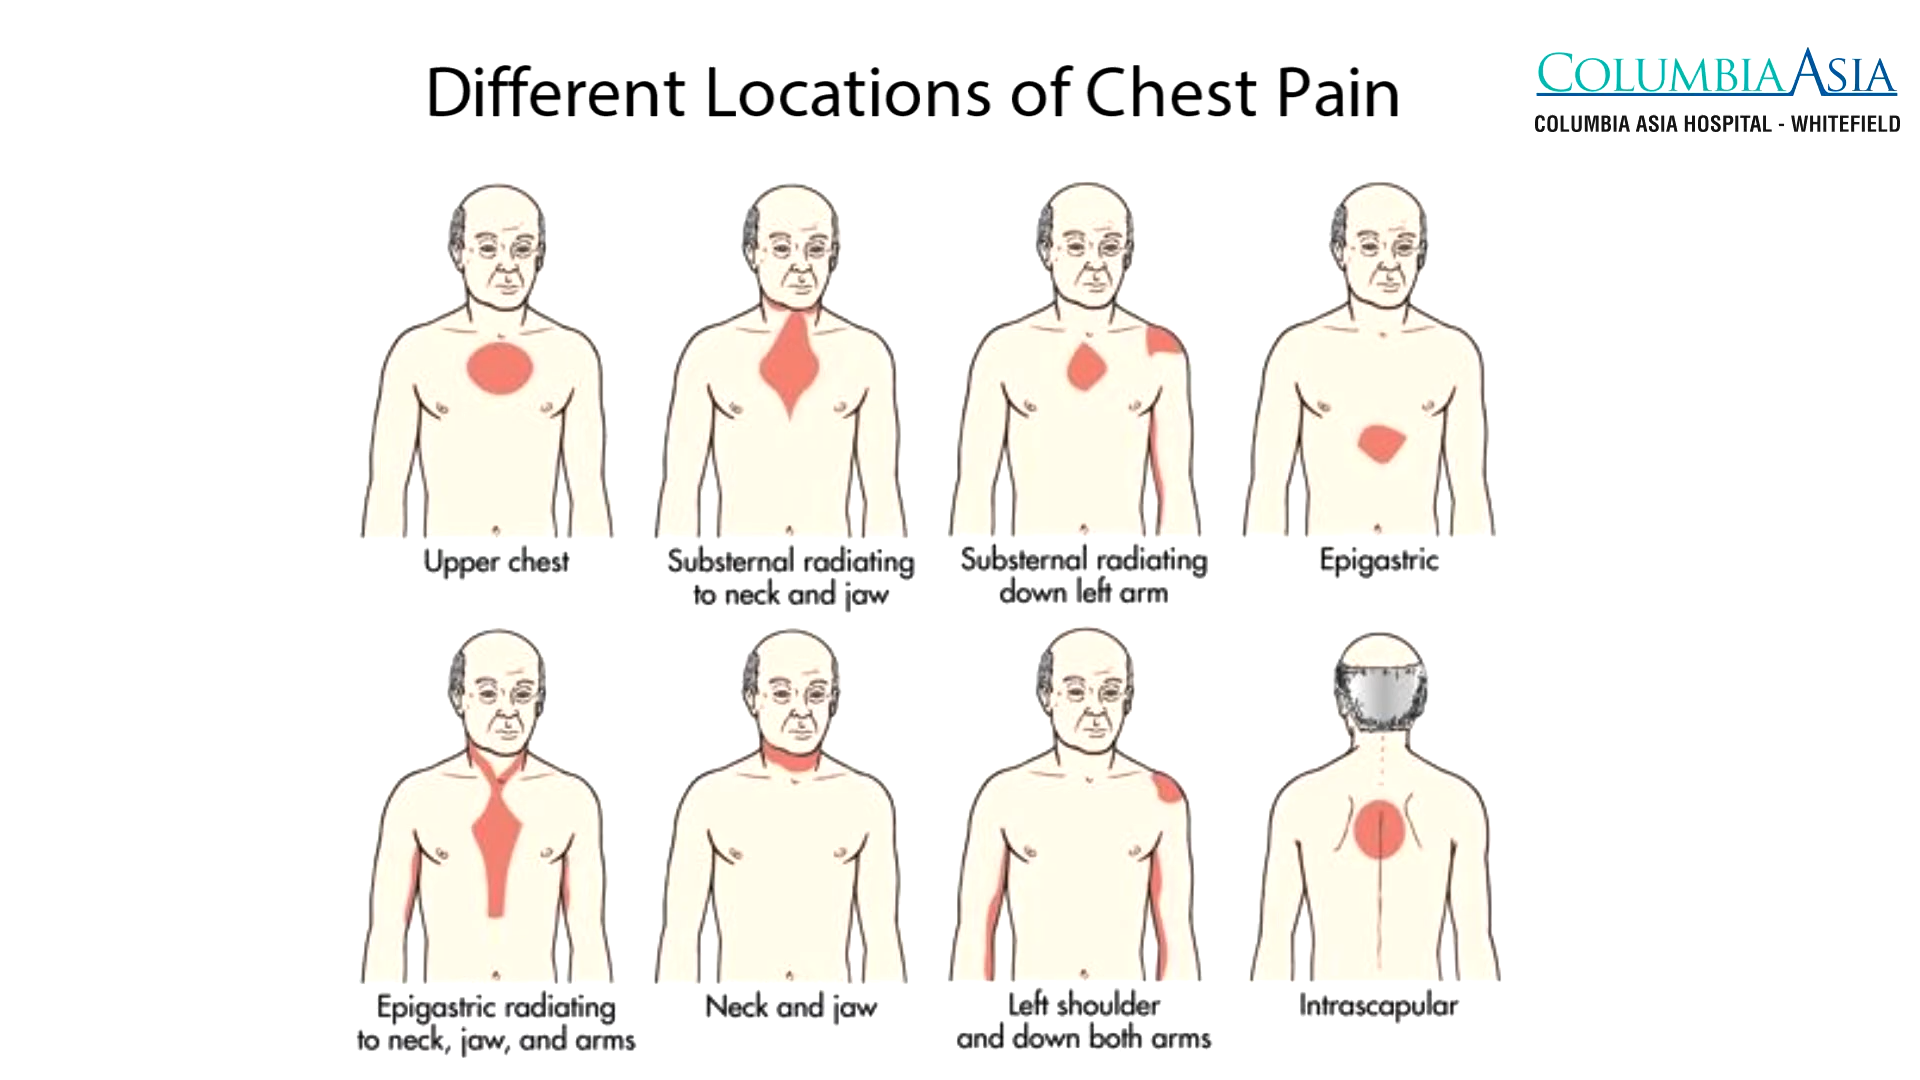 Different Locations of Chest Pain
COLUMBIA ASIA
COLUMBIA ASIA HOSPITAL - WHITEFIELD
Upper chest
Substernal radiating
to neck and jaw
Substernal radiating
down left arm
Epigastric
Epigastric radiating
to neck, jaw, and arms
Neck and jaw
Left shoulder
and down both arms
Intrascapular